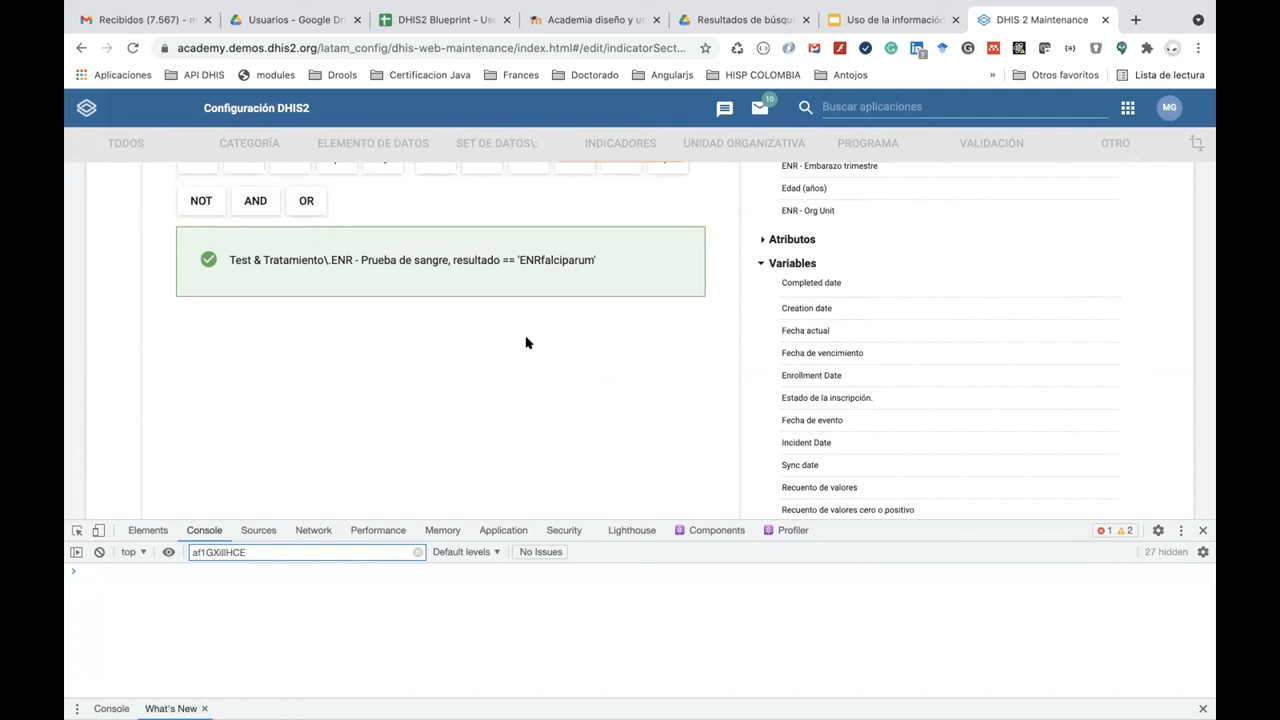 Recibidos (7.567) - m
Usuarios - Google Dri
DHIS2 Blueprint - Use
Academia diseño y us
Resultados de búsqu
Uso de la información
DHIS 2 Maintenance
academy.demos.dhis2.org/latam_config/dhis-web-maintenance/index.html#/edit/indicatorSect...
Aplicaciones
API DHIS
modules
Drools
Certificacion Java
Frances
Doctorado
Angularjs
HISP COLOMBIA
Antojos
»
Otros favoritos
Lista de lectura
Configuración DHIS2
10
Buscar aplicaciones
MG
TODOS
CATEGORÍA
ELEMENTO DE DATOS
SET DE DATOS\:
INDICADORES
UNIDAD ORGANIZATIVA
PROGRAMA
VALIDACIÓN
OTRO
NOT
AND
OR
Test & Tratamiento\.ENR - Prueba de sangre, resultado == 'ENRfalciparum'
ENR - Embarazo trimestre
Edad (años)
ENR - Org Unit
Atributos
Variables
Completed date
Creation date
Fecha actual
Fecha de vencimiento
Enrollment Date
Estado de la inscripción.
Fecha de evento
Incident Date
Sync date
Recuento de valores
Recuento de valores cero o positivo
Elements
Console
Sources
Network
Performance
Memory
Application
Security
Lighthouse
Components
Profiler
1
2
top
af1GXillHCE
Default levels
No Issues
27 hidden
Console
What's New